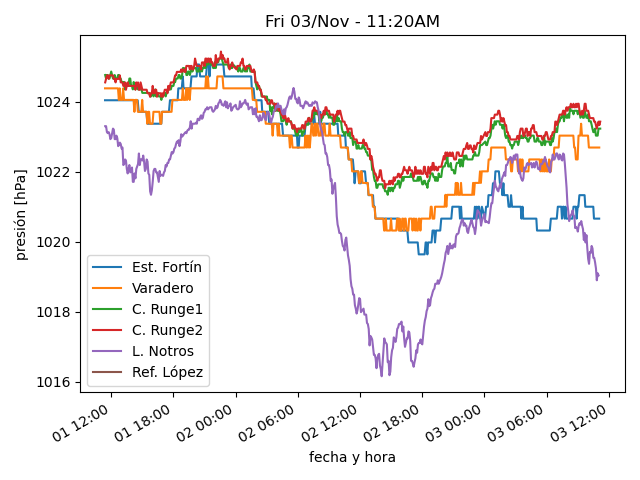 Fri 03/Nov - 11:20AM
presión [hPa]
1024
1022
1020
1018
1016
Est. Fortín
Varadero
C. Runge1
C. Runge2
L. Notros
Ref. López
01 12:00
01 18:00
02 00:00
02 06:00
02 12:00
02 18:00
03 00:00
03 06:00
03 12:00
fecha y hora